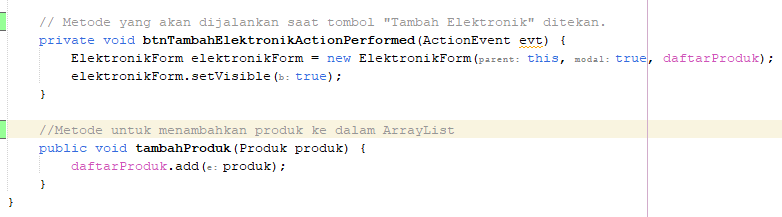 // Metode yang akan dijalankan saat tombol "Tambah Elektronik" ditekan.
private void btnTambahElektronikActionPerformed(ActionEvent evt) {
ElektronikForm elektronikForm = new ElektronikForm(parent: this, modal: true, daftarProduk);
elektronikForm.setVisible(b: true);
}
//Metode untuk menambahkan produk ke dalam ArrayList
public void tambahProduk(Produk produk) {
daftarProduk.add(e: produk);
}
}